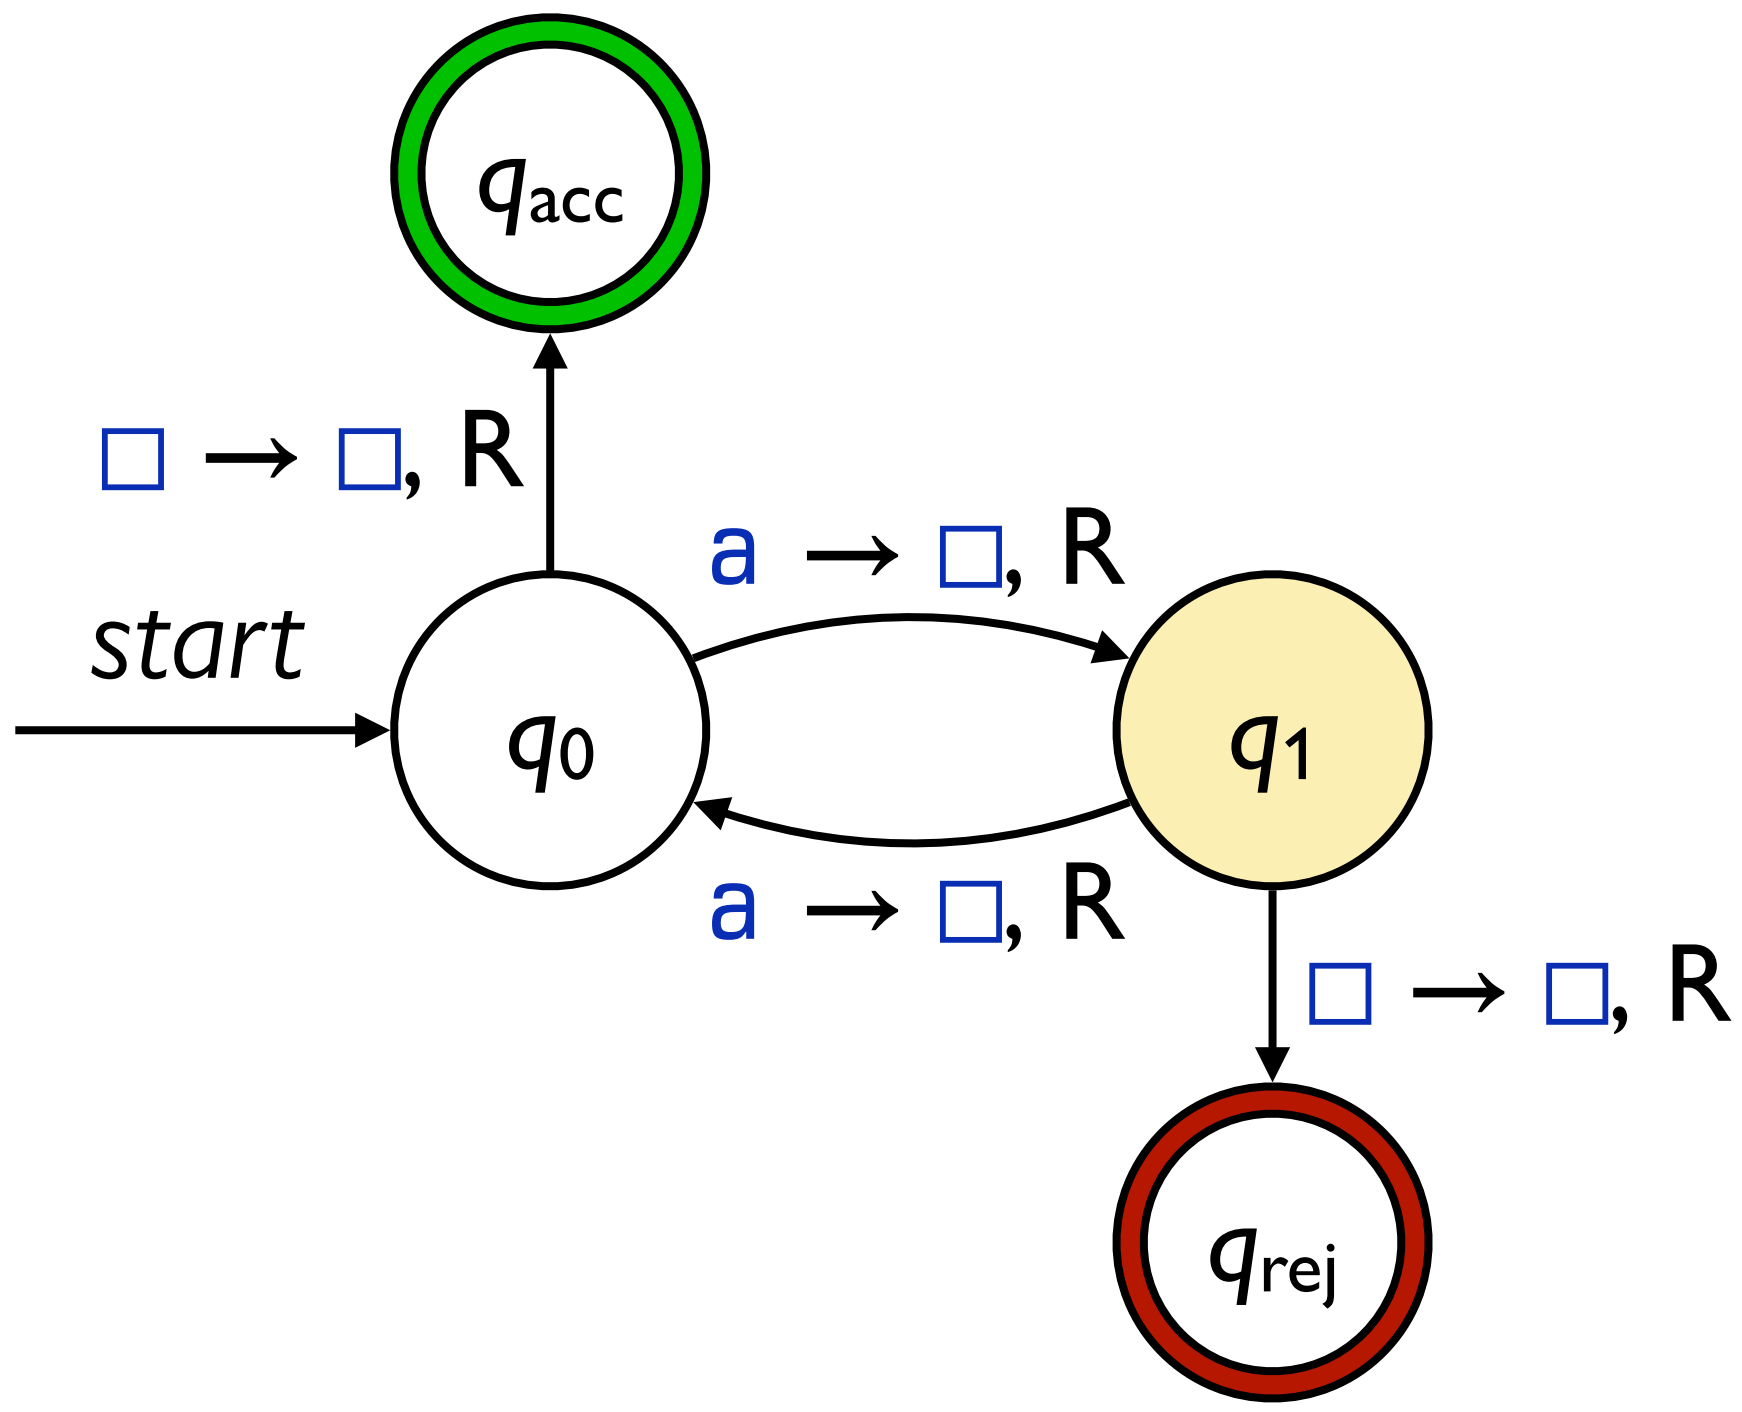 qacc
□ → □, R
a → □, R
start
q0
q1
a → □, R
□ → □, R
qrej